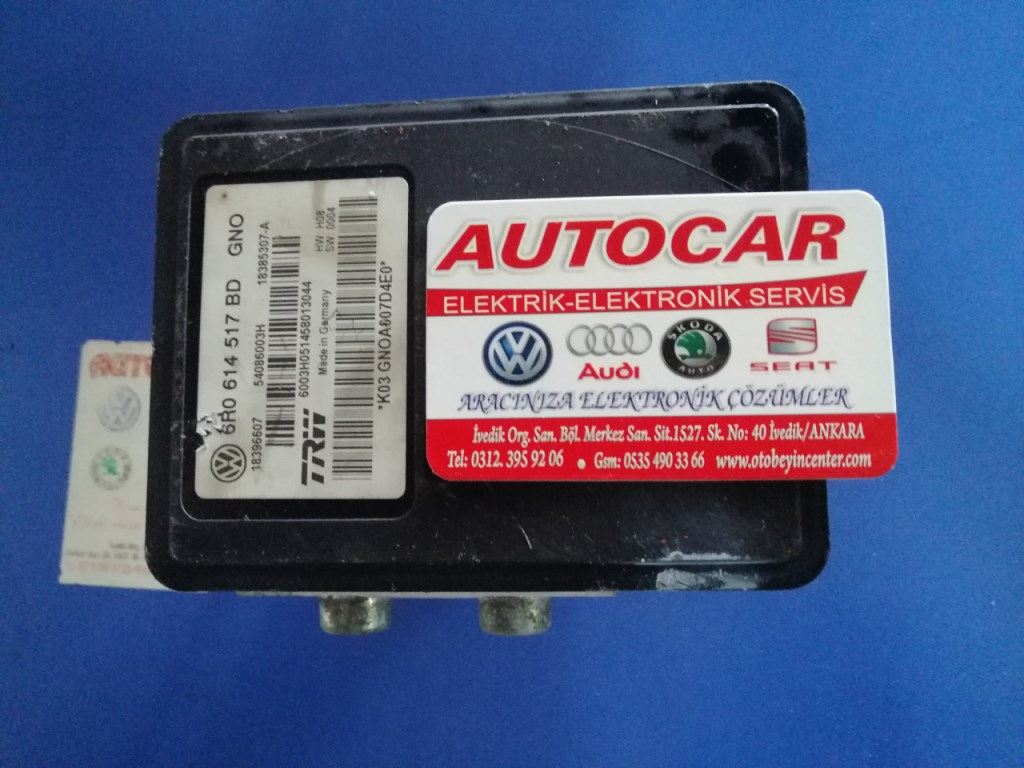 6R0 614 517 BD GNO
18396607 54086003H 18385307-A
TRW 6003H051458013044
Made in Germany HW H08
SW 0004
*K03 GNOA607D4E0*
AUTOCAR
ELEKTRİK-ELEKTRONİK SERVİS
Audi
SKODA
AUTO
SEAT
ARACINIZA ELEKTRONİK ÇÖZÜMLER
İvedik Org. San. Böl. Merkez San. Sit.1527. Sk. No: 40 İvedik/ANKARA
Tel: 0312. 395 92 06 • Gsm: 0535 490 33 66 www.otobeyincenter.com
AUTO